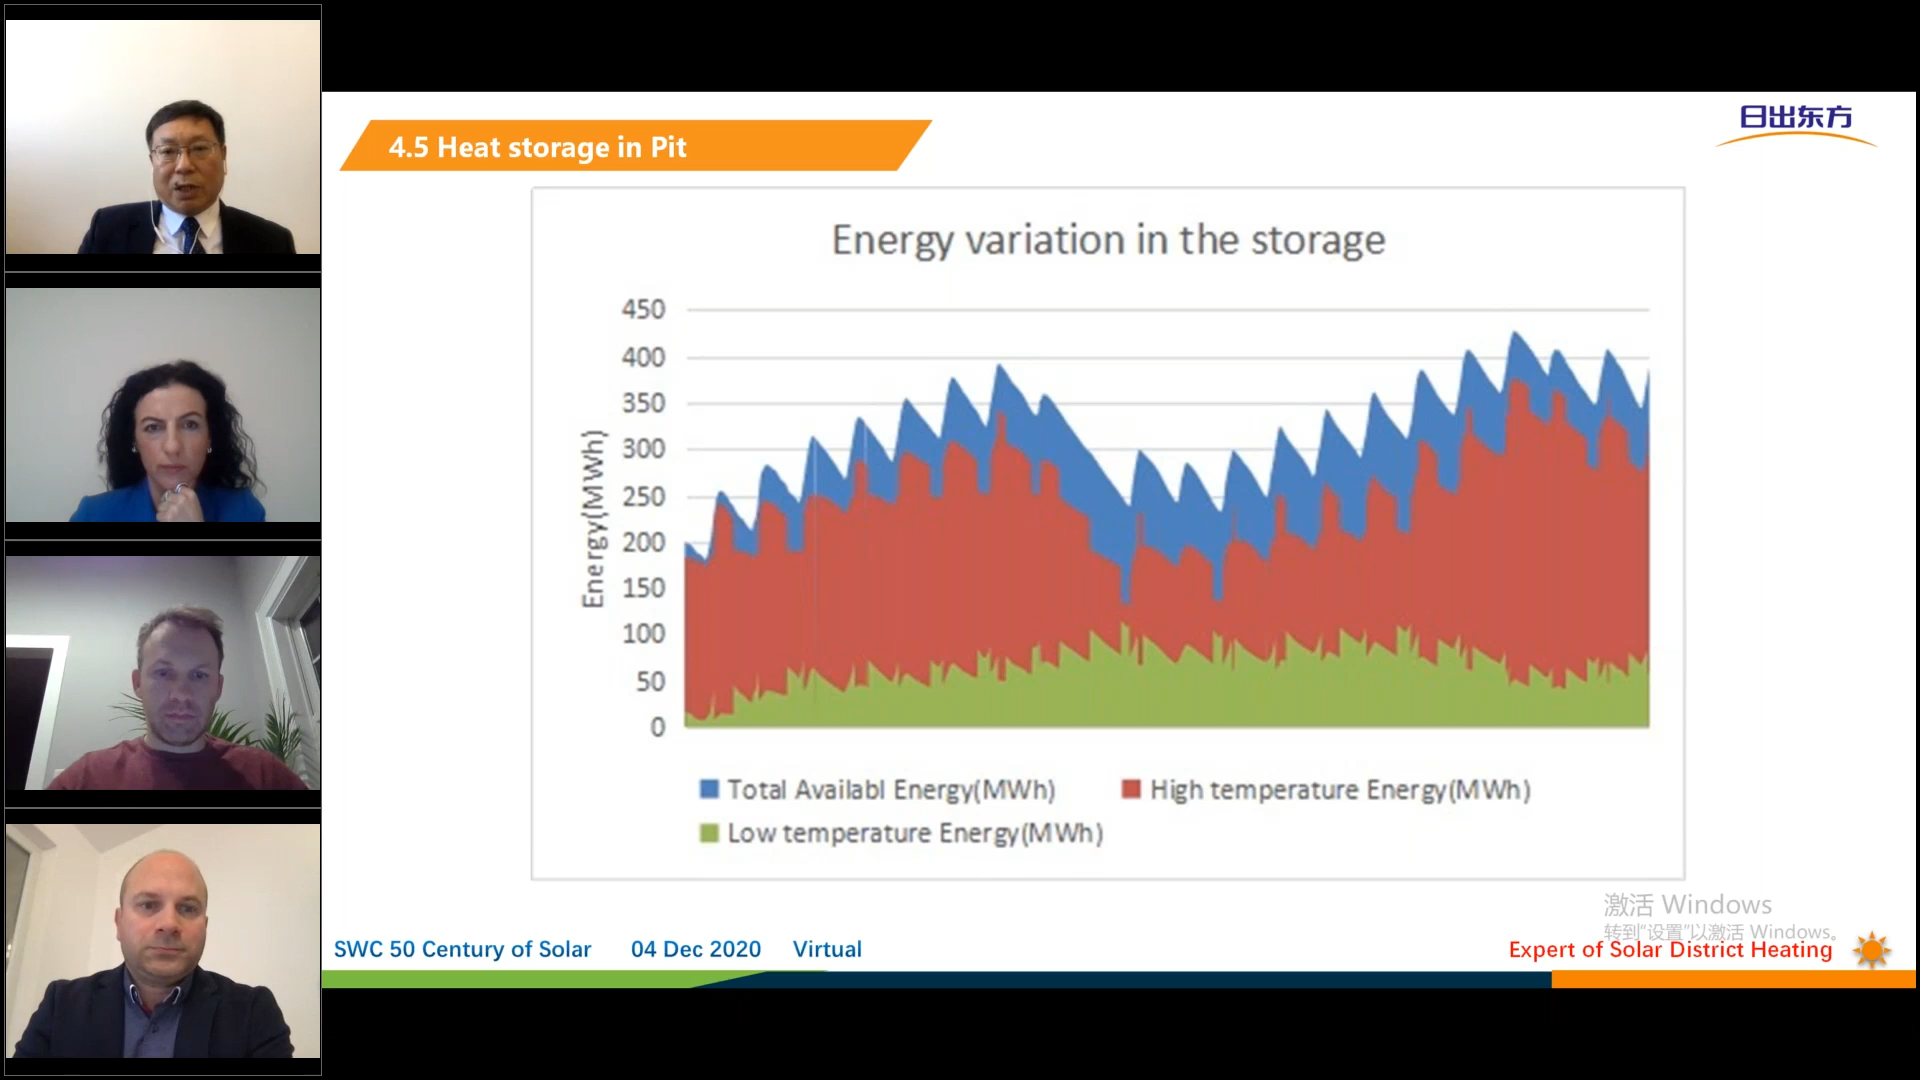 4.5 Heat storage in Pit
日出东方
Energy variation in the storage
450
400
350
300
250
200
150
100
50
0
Energy(MWh)
Total Availabl Energy(MWh)
High temperature Energy(MWh)
Low temperature Energy(MWh)
激活 Windows
转到"设置"以激活 Windows。
SWC 50 Century of Solar 04 Dec 2020 Virtual
Expert of Solar District Heating